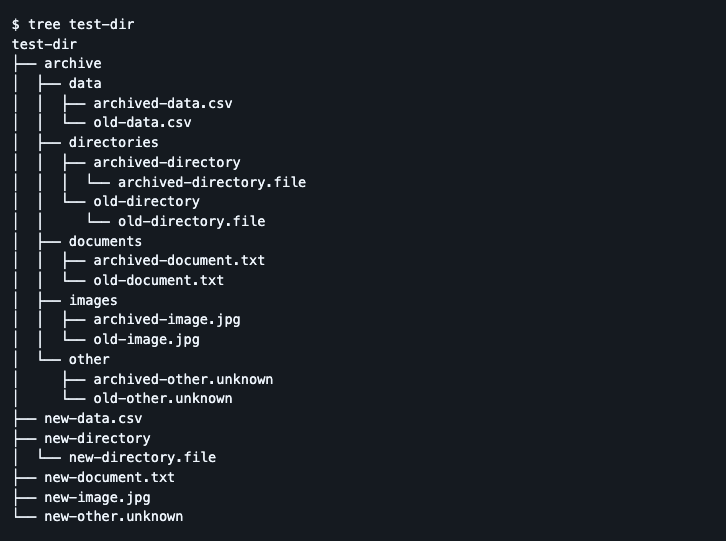 $ tree test-dir
test-dir
├── archive
│   ├── data
│   │   ├── archived-data.csv
│   │   └── old-data.csv
│   ├── directories
│   │   ├── archived-directory
│   │   │   └── archived-directory.file
│   │   └── old-directory
│   │       └── old-directory.file
│   ├── documents
│   │   ├── archived-document.txt
│   │   └── old-document.txt
│   ├── images
│   │   ├── archived-image.jpg
│   │   └── old-image.jpg
│   └── other
│       ├── archived-other.unknown
│       └── old-other.unknown
├── new-data.csv
├── new-directory
│   └── new-directory.file
├── new-document.txt
├── new-image.jpg
└── new-other.unknown